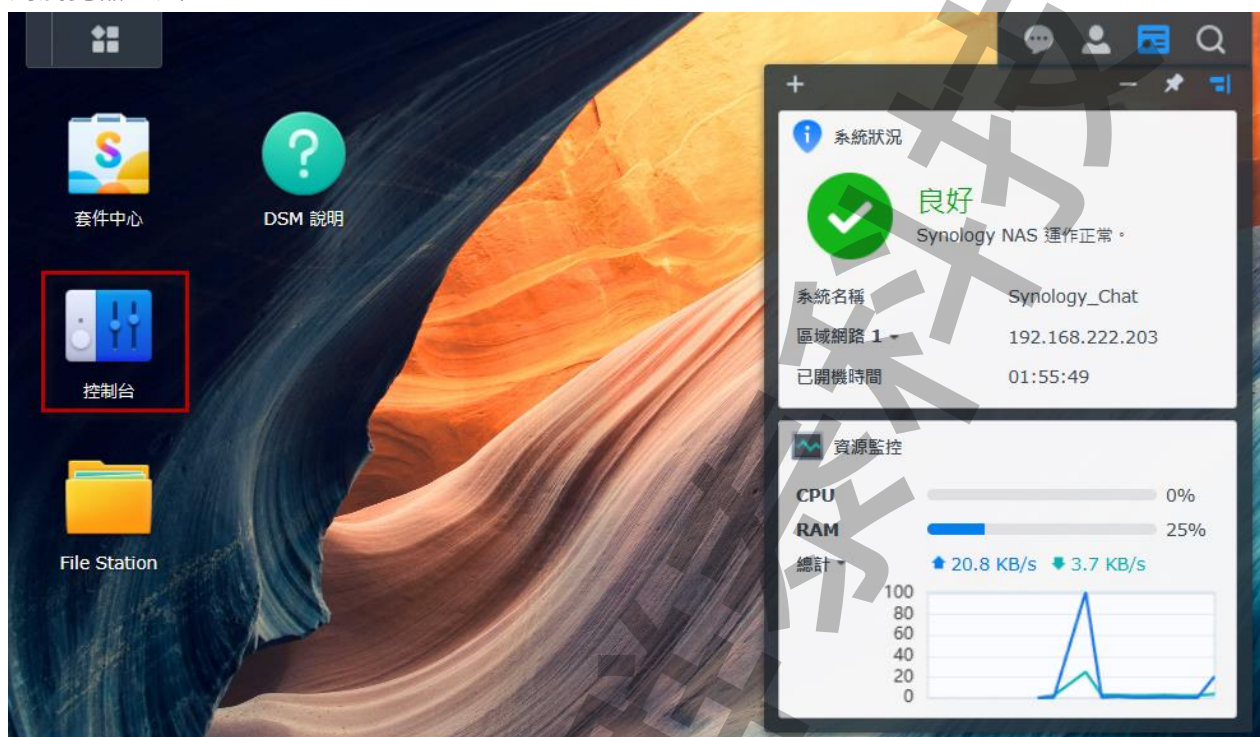 套件中心
DSM 說明
控制台
File Station
系統狀況
良好
Synology NAS 運作正常。
系統名稱 Synology_Chat
區域網路 1 192.168.222.203
已開機時間 01:55:49
資源監控
CPU 0%
RAM 25%
總計 20.8 KB/s 3.7 KB/s
100
80
60
40
20
0